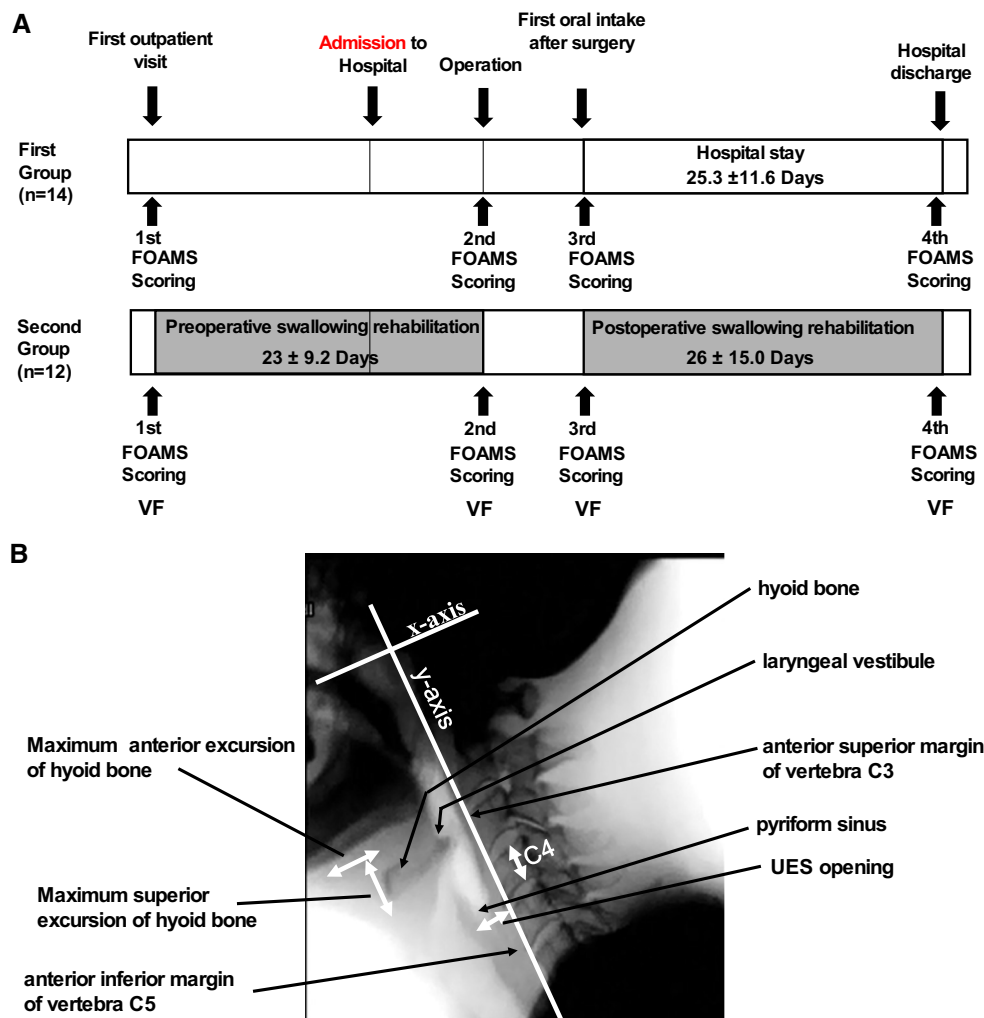 A
First outpatient
visit
Admission to
Hospital
Operation
First oral intake
after surgery
Hospital
discharge
First
Group
(n=14)
Hospital stay
25.3 ±11.6 Days
1st
FOAMS
Scoring
2nd
FOAMS
Scoring
3rd
FOAMS
Scoring
4th
FOAMS
Scoring
Second
Group
(n=12)
Preoperative swallowing rehabilitation
23 ± 9.2 Days
Postoperative swallowing rehabilitation
26 ± 15.0 Days
1st
FOAMS
Scoring
VF
2nd
FOAMS
Scoring
VF
3rd
FOAMS
Scoring
VF
4th
FOAMS
Scoring
VF
B
x-axis
y-axis
C4
hyoid bone
laryngeal vestibule
anterior superior margin
of vertebra C3
pyriform sinus
UES opening
Maximum anterior excursion
of hyoid bone
Maximum superior
excursion of hyoid bone
anterior inferior margin
of vertebra C5